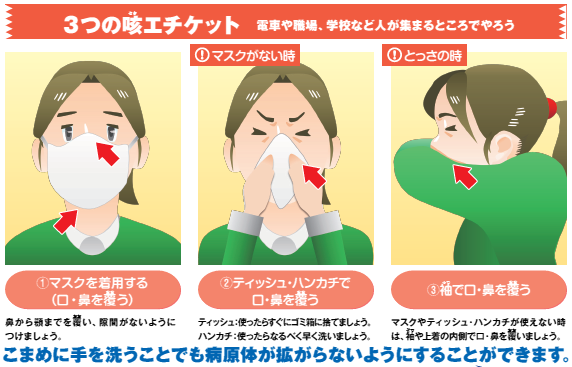 3つの咳エチケット 電車や職場、学校など人が集まるところでやろう
!マスクがない時
!とっさの時
①マスクを着用する
(口・鼻を覆う)
②ティッシュ・ハンカチで
口・鼻を覆う
③袖で口・鼻を覆う
鼻から顎までを覆い、隙間がないように
つけましょう。
ティッシュ:使ったらすぐにゴミ箱に捨てましょう。
ハンカチ:使ったらなるべく早く洗いましょう。
マスクやティッシュ・ハンカチが使えない時
は、袖や上着の内側で口・鼻を覆いましょう。
こまめに手を洗うことでも病原体が拡がらないようにすることができます。